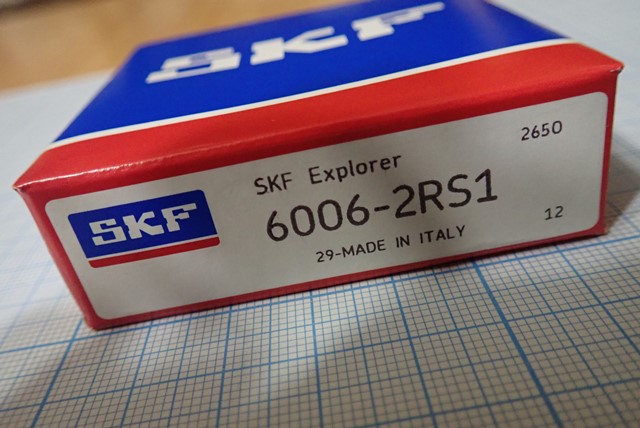 SKF
2650
SKF Explorer
SKF
6006-2RS1
12
29-MADE IN ITALY